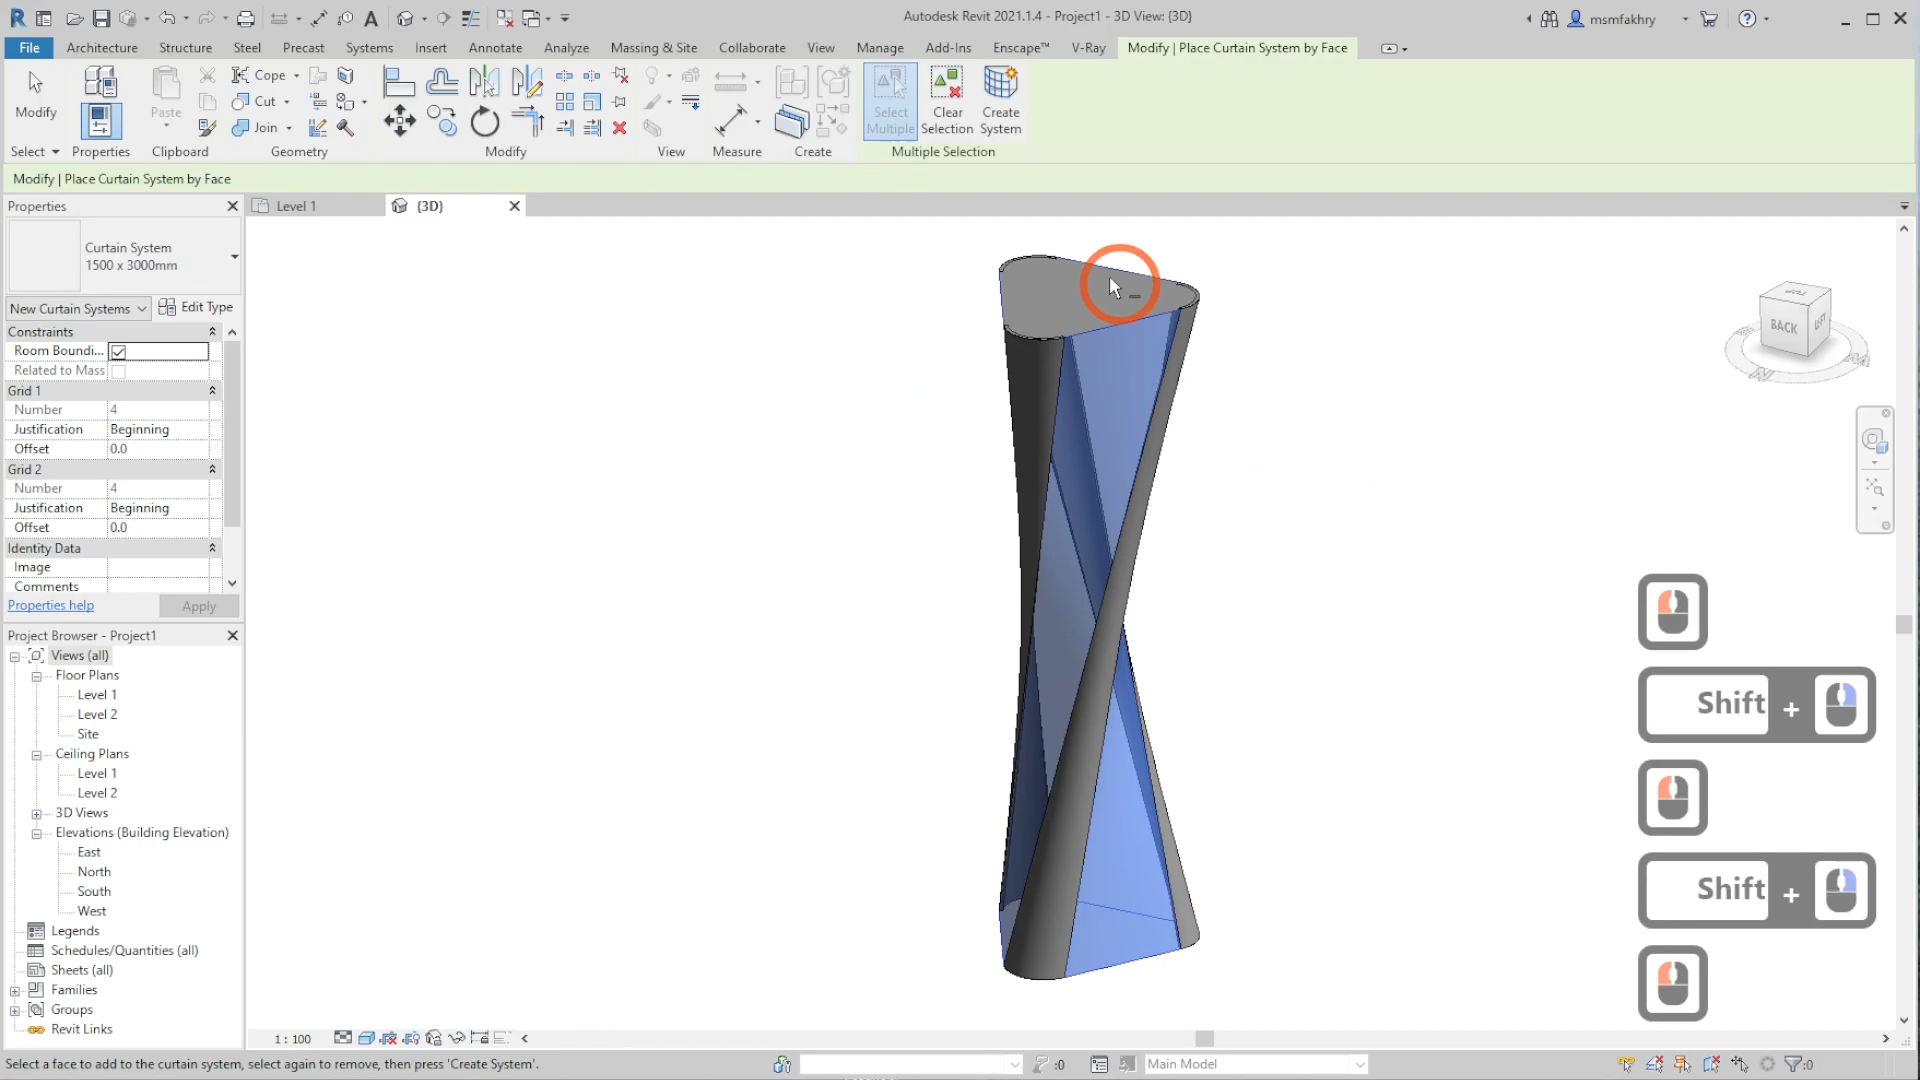 Autodesk Revit 2021.1.4 - Project1 - 3D View: {3D}
msmfakhry
File
Architecture
Structure
Steel
Precast
Systems
Insert
Annotate
Analyze
Massing & Site
Collaborate
View
Manage
Add-Ins
Enscape™
V-Ray
Modify | Place Curtain System by Face
Modify
Paste
Cope
Cut
Join
Select Multiple
Clear Selection
Create System
Select
Properties
Clipboard
Geometry
Modify
View
Measure
Create
Multiple Selection
Modify | Place Curtain System by Face
Properties
Level 1
{3D}
Curtain System
1500 x 3000mm
New Curtain Systems
Edit Type
Constraints
Room Boundi...
Related to Mass
Grid 1
Number 4
Justification Beginning
Offset 0.0
Grid 2
Number 4
Justification Beginning
Offset 0.0
Identity Data
Image
Comments
Properties help
Apply
Project Browser - Project1
Views (all)
Floor Plans
Level 1
Level 2
Site
Ceiling Plans
Level 1
Level 2
3D Views
Elevations (Building Elevation)
East
North
South
West
Legends
Schedules/Quantities (all)
Sheets (all)
Families
Groups
Revit Links
BACK
Shift +
Shift +
1 : 100
Select a face to add to the curtain system, select again to remove, then press 'Create System'.
:0
Main Model
:0